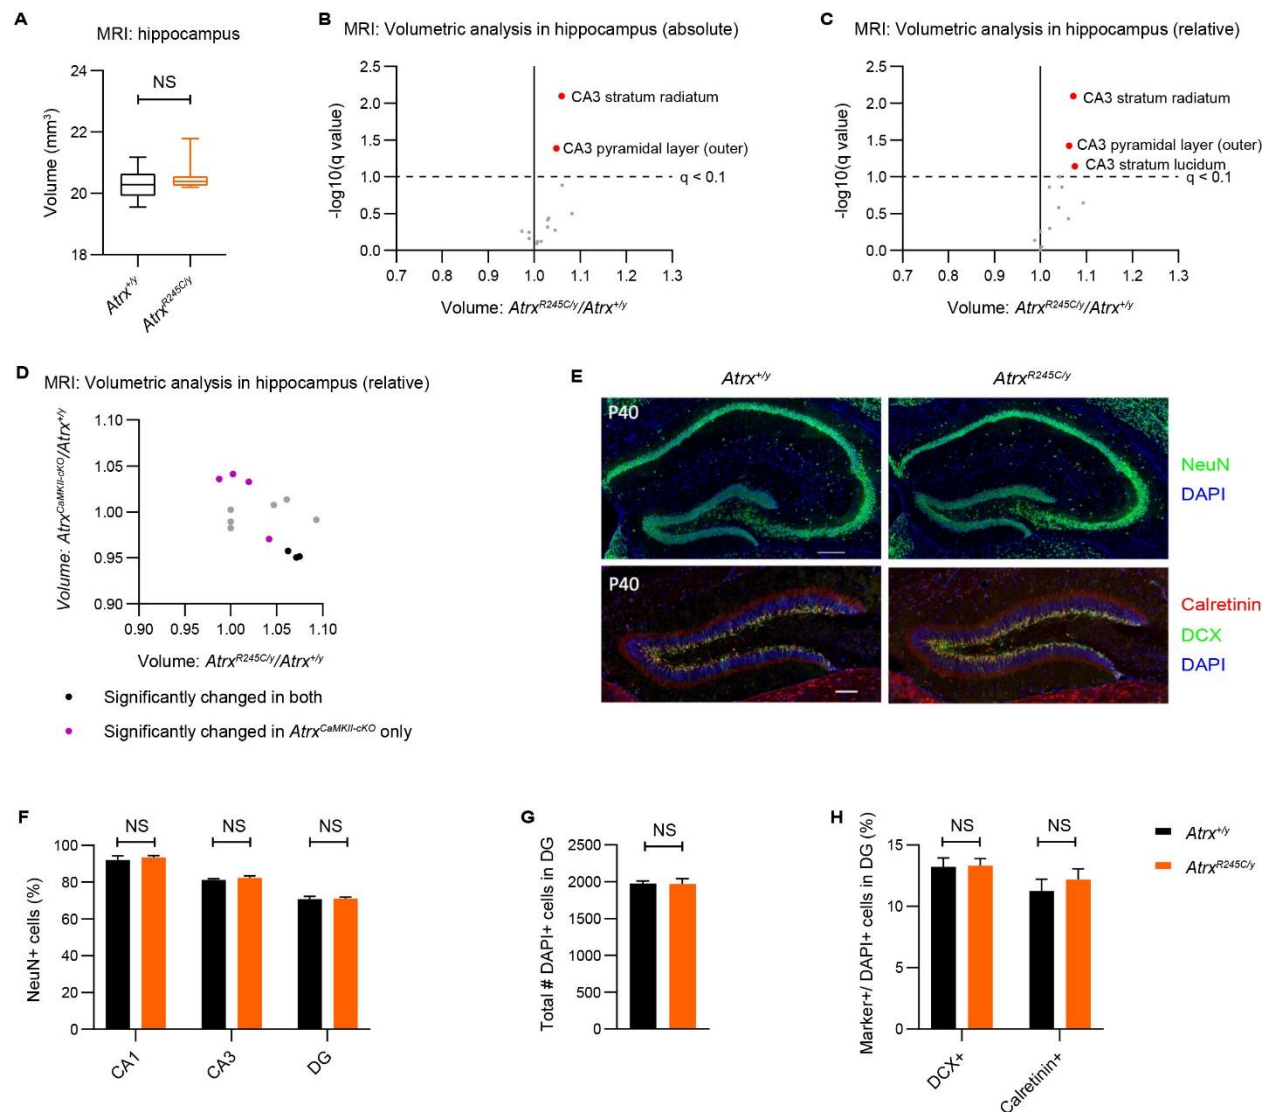 A
MRI: hippocampus
Volume (mm³)
24
22
20
18
NS
Atrx+/y
AtrxR245C/y
B
MRI: Volumetric analysis in hippocampus (absolute)
-log10(q value)
2.5
2.0
1.5
1.0
0.5
0.0
CA3 stratum radiatum
CA3 pyramidal layer (outer)
q < 0.1
0.7 0.8 0.9 1.0 1.1 1.2 1.3
Volume: AtrxR245C/y/Atrx+/y
C
MRI: Volumetric analysis in hippocampus (relative)
-log10(q value)
2.5
2.0
1.5
1.0
0.5
0.0
CA3 stratum radiatum
CA3 pyramidal layer (outer)
CA3 stratum lucidum
q < 0.1
0.7 0.8 0.9 1.0 1.1 1.2 1.3
Volume: AtrxR245C/y/Atrx+/y
D
MRI: Volumetric analysis in hippocampus (relative)
Volume: AtrxCaMKII-cKO/Atrx+/y
1.10
1.05
1.00
0.95
0.90
0.90 0.95 1.00 1.05 1.10
Volume: AtrxR245C/y/Atrx+/y
Significantly changed in both
Significantly changed in AtrxCaMKII-cKO only
E
Atrx+/y
AtrxR245C/y
P40
NeuN
DAPI
P40
Calretinin
DCX
DAPI
F
NeuN+ cells (%)
100
80
60
40
20
0
NS
NS
NS
CA1
CA3
DG
G
Total # DAPI+ cells in DG
2500
2000
1500
1000
500
0
NS
H
Marker+/ DAPI+ cells in DG (%)
15
10
5
0
NS
NS
DCX+
Calretinin+
Atrx+/y
AtrxR245C/y